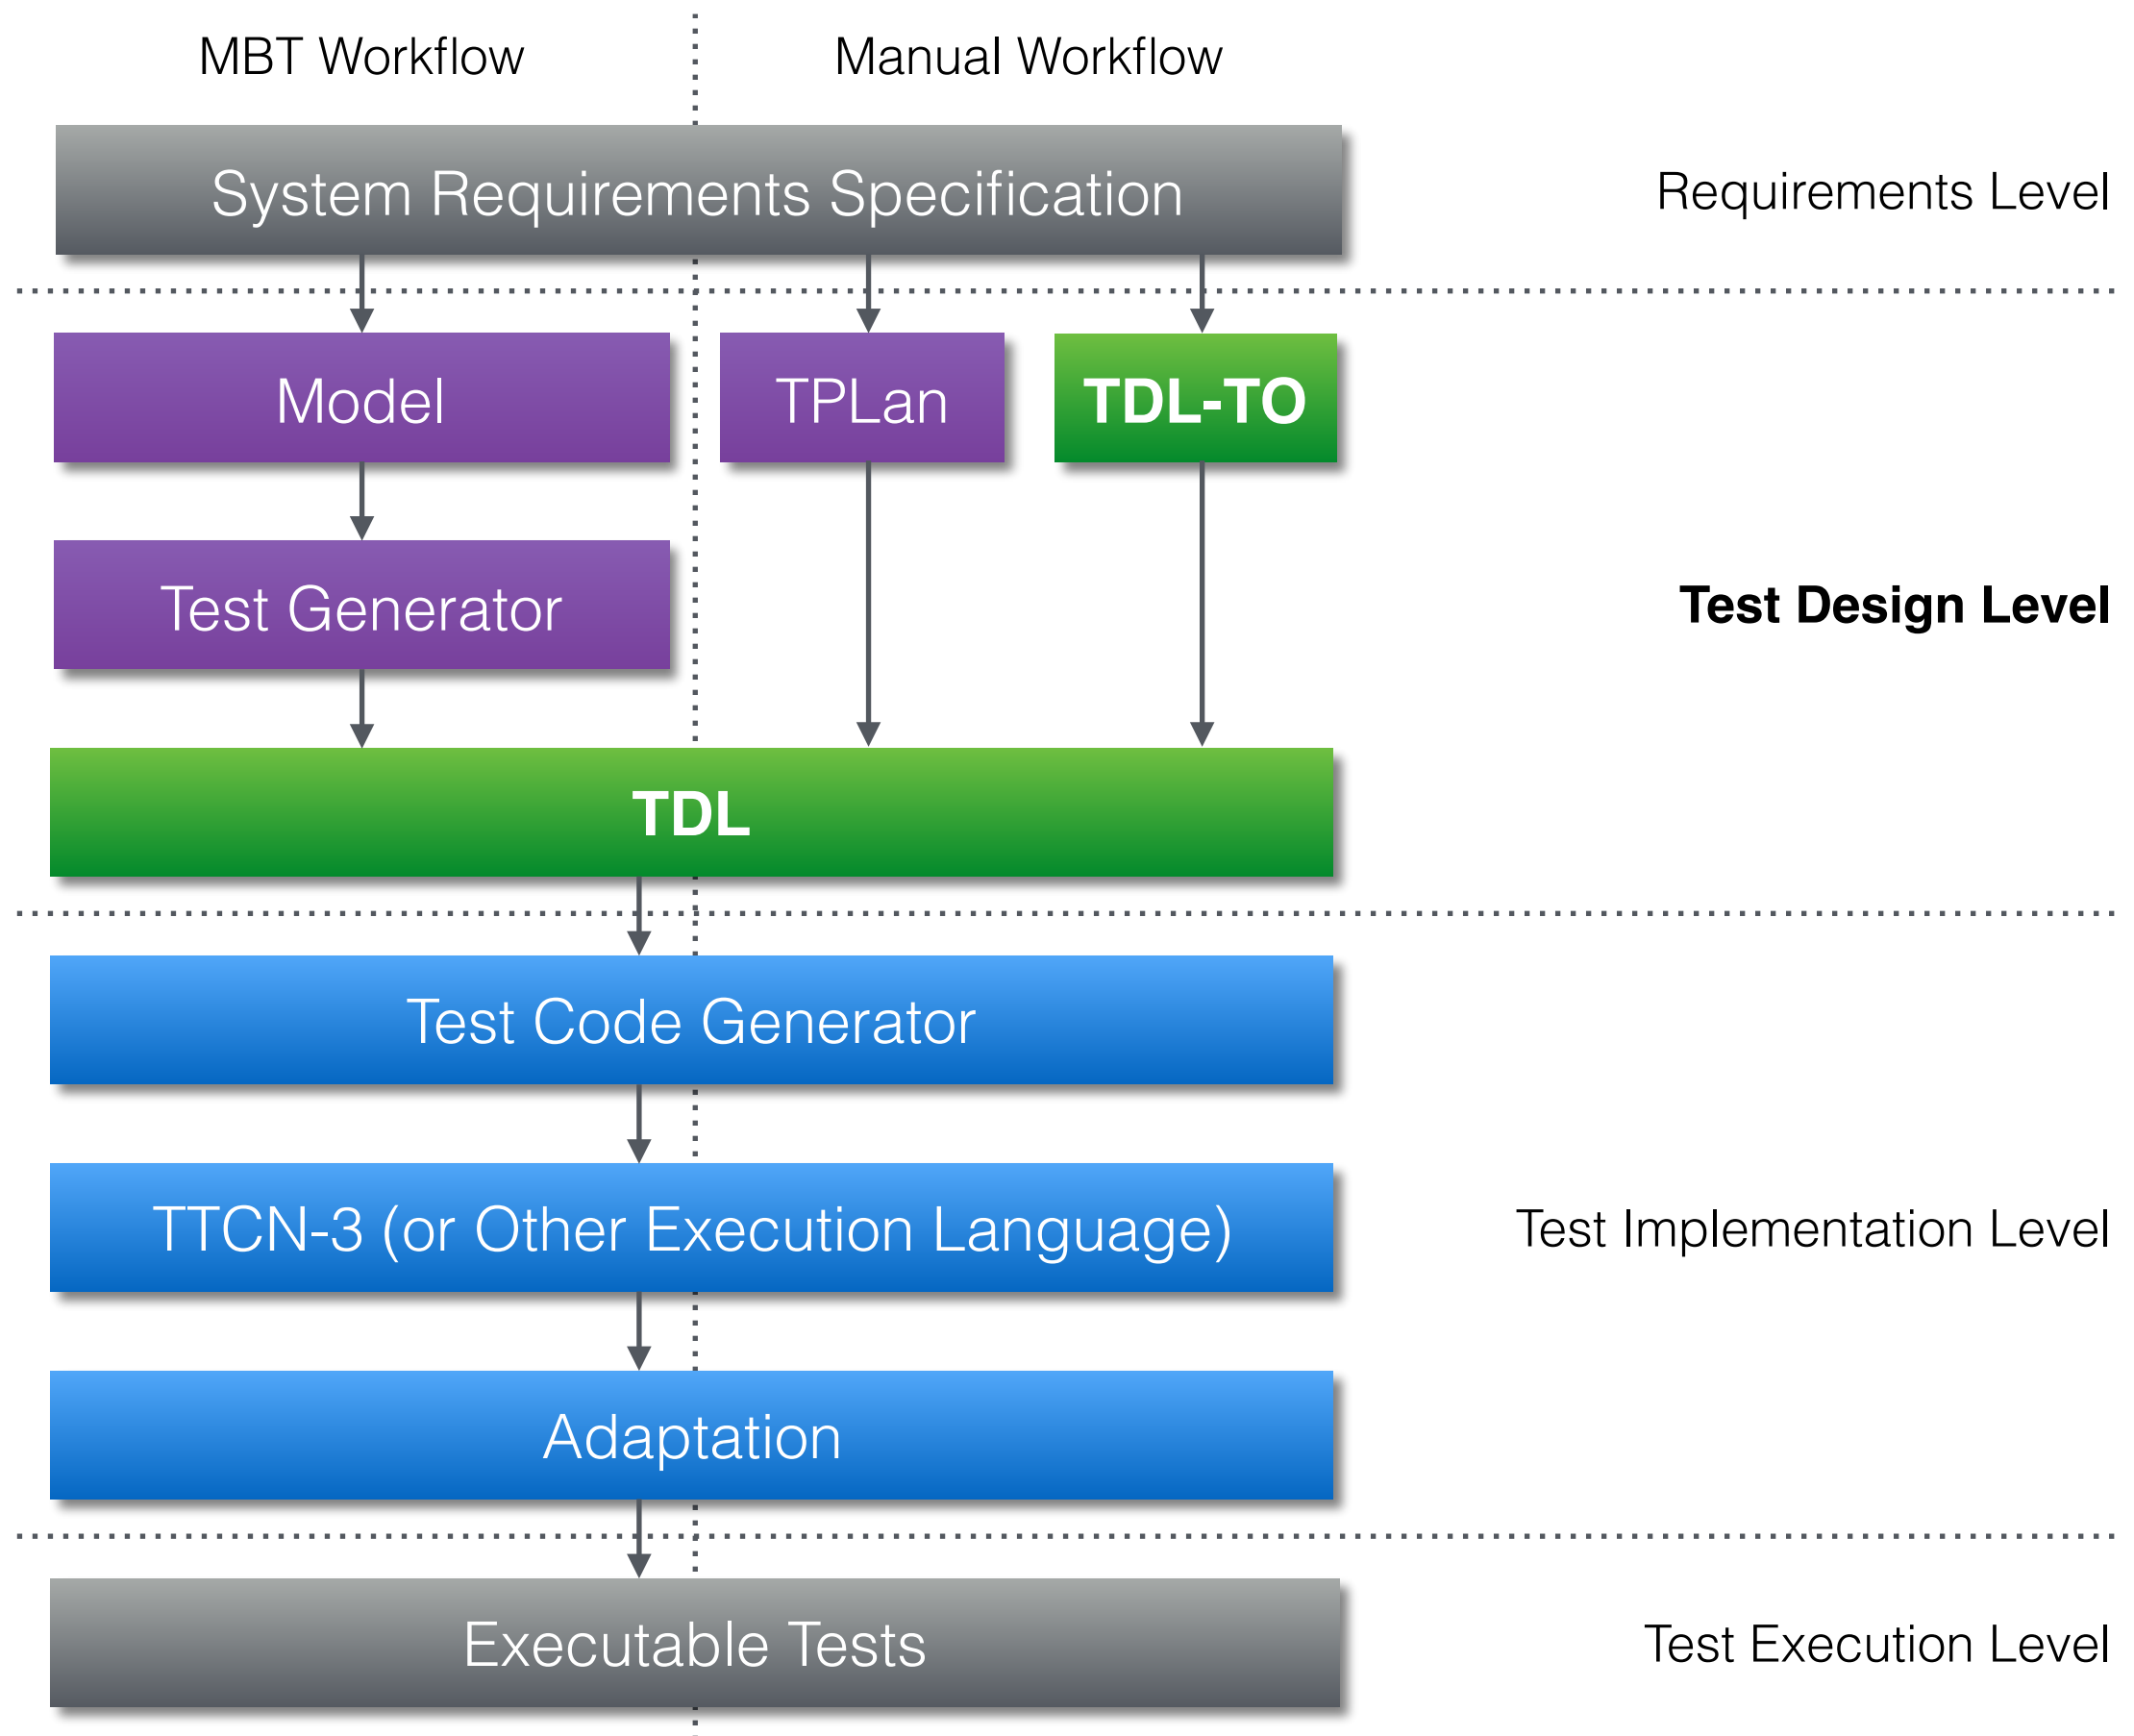 MBT Workflow
Manual Workflow
System Requirements Specification
Requirements Level
Model
TPLan
TDL-TO
Test Generator
Test Design Level
TDL
Test Code Generator
TTCN-3 (or Other Execution Language)
Test Implementation Level
Adaptation
Executable Tests
Test Execution Level